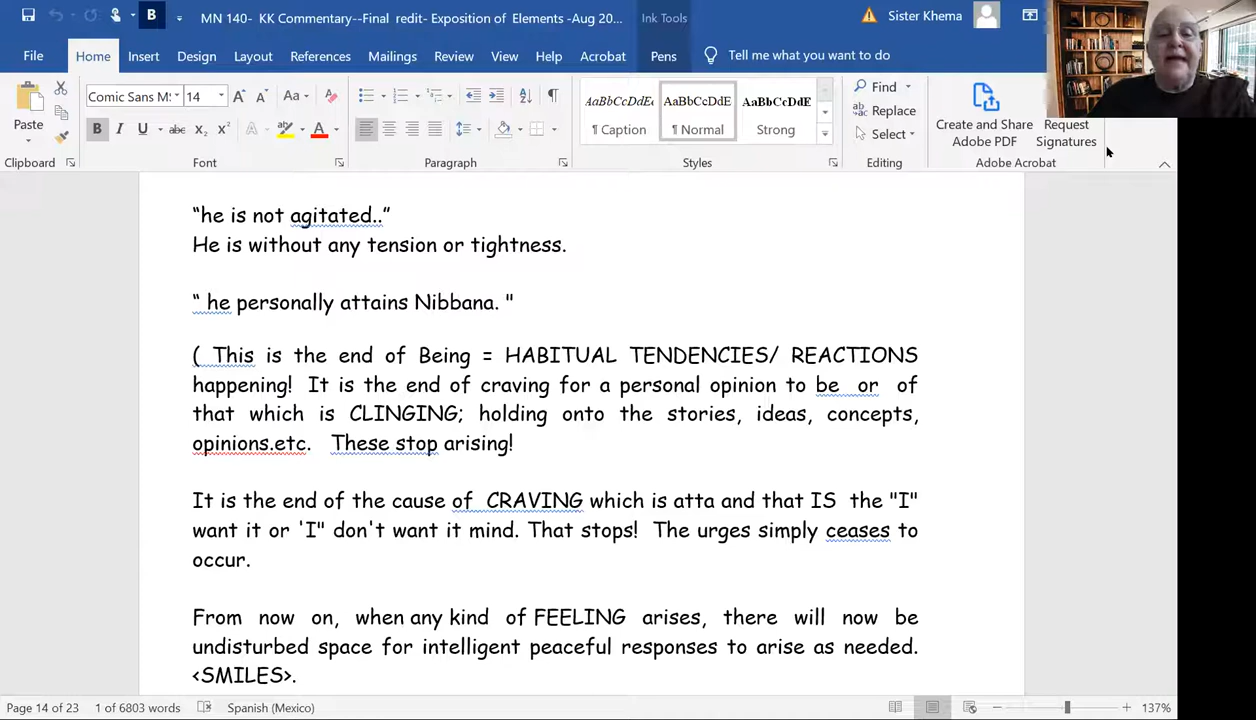 MN 140- KK Commentary--Final redit- Exposition of Elements -Aug 20...
Ink Tools
Sister Khema
File Home Insert Design Layout References Mailings Review View Help Acrobat Pens Tell me what you want to do
Paste
Clipboard
Comic Sans M 14
Font
Paragraph
AaBbCcDdEe AaBbCcDdE AaBbCcDdE
¶ Caption ¶ Normal Strong
Styles
Find
Replace
Select
Editing
Create and Share Adobe PDF
Request Signatures
Adobe Acrobat
“he is not agitated..”
He is without any tension or tightness.
“ he personally attains Nibbana. "
( This is the end of Being = HABITUAL TENDENCIES/ REACTIONS
happening! It is the end of craving for a personal opinion to be or of
that which is CLINGING; holding onto the stories, ideas, concepts,
opinions.etc. These stop arising!
It is the end of the cause of CRAVING which is atta and that IS the "I"
want it or 'I" don't want it mind. That stops! The urges simply ceases to
occur.
From now on, when any kind of FEELING arises, there will now be
undisturbed space for intelligent peaceful responses to arise as needed.
<SMILES>.
Page 14 of 23 1 of 6803 words Spanish (Mexico) 137%